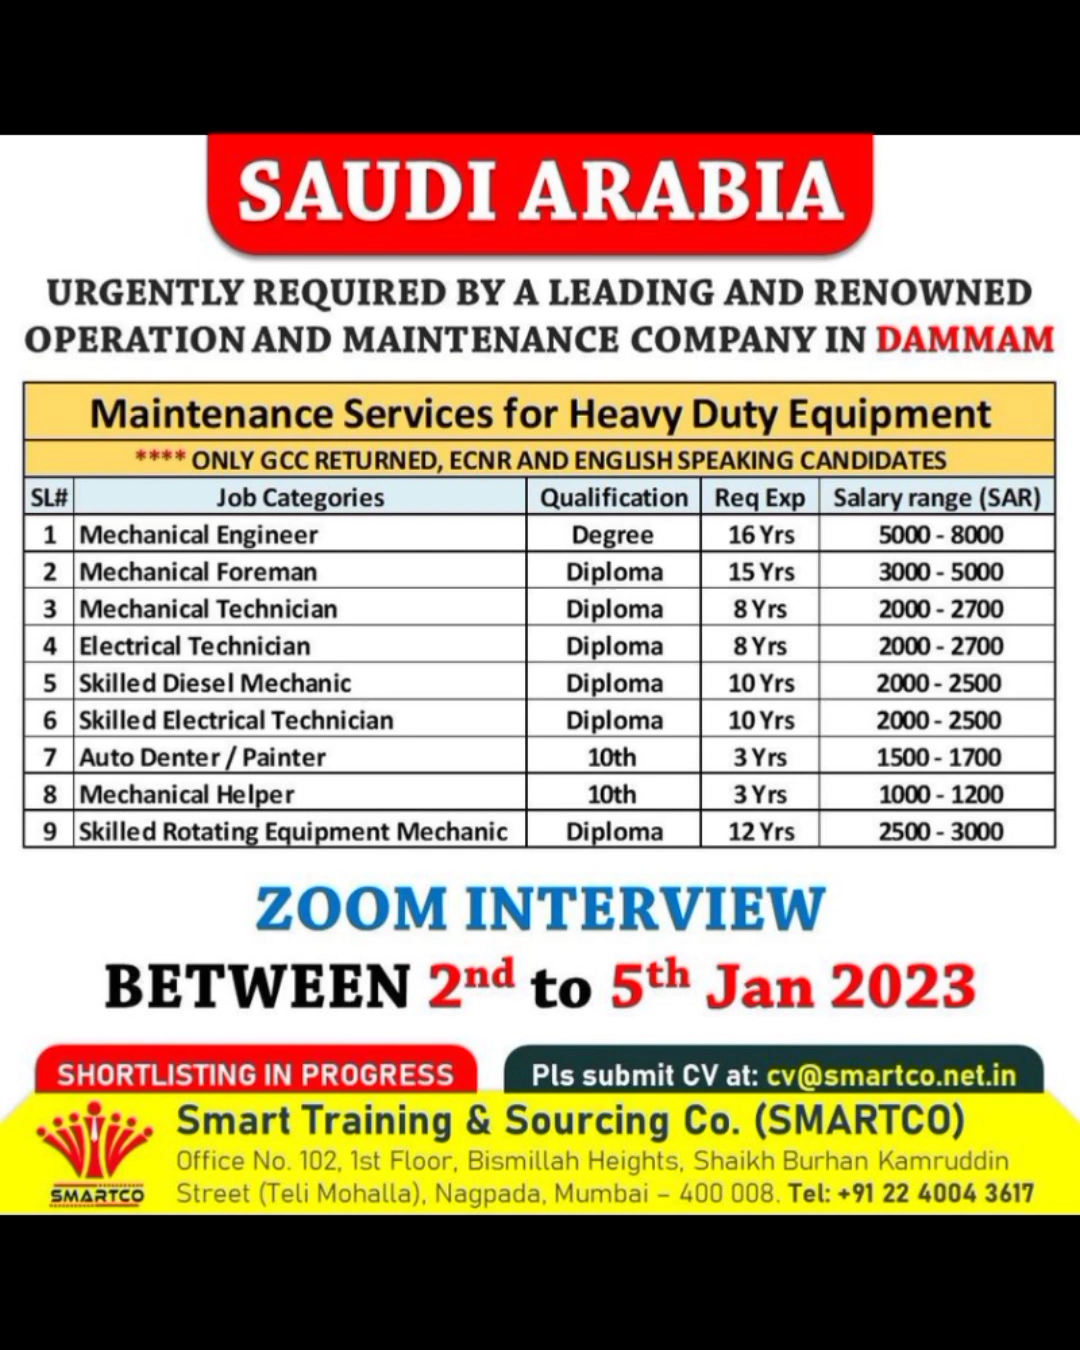 SAUDI ARABIA
URGENTLY REQUIRED BY A LEADING AND RENOWNED
OPERATION AND MAINTENANCE COMPANY IN DAMMAM
Maintenance Services for Heavy Duty Equipment
**** ONLY GCC RETURNED, ECNR AND ENGLISH SPEAKING CANDIDATES
SL# Job Categories Qualification Req Exp Salary range (SAR)
1 Mechanical Engineer Degree 16 Yrs 5000 - 8000
2 Mechanical Foreman Diploma 15 Yrs 3000 - 5000
3 Mechanical Technician Diploma 8 Yrs 2000 - 2700
4 Electrical Technician Diploma 8 Yrs 2000 - 2700
5 Skilled Diesel Mechanic Diploma 10 Yrs 2000 - 2500
6 Skilled Electrical Technician Diploma 10 Yrs 2000 - 2500
7 Auto Denter / Painter 10th 3 Yrs 1500 - 1700
8 Mechanical Helper 10th 3 Yrs 1000 - 1200
9 Skilled Rotating Equipment Mechanic Diploma 12 Yrs 2500 - 3000
ZOOM INTERVIEW
BETWEEN 2nd to 5th Jan 2023
SHORTLISTING IN PROGRESS
Pls submit CV at: cv@smartco.net.in
Smart Training & Sourcing Co. (SMARTCO)
Office No. 102, 1st Floor, Bismillah Heights, Shaikh Burhan Kamruddin
Street (Teli Mohalla), Nagpada, Mumbai – 400 008. Tel: +91 22 4004 3617
SMARTCO